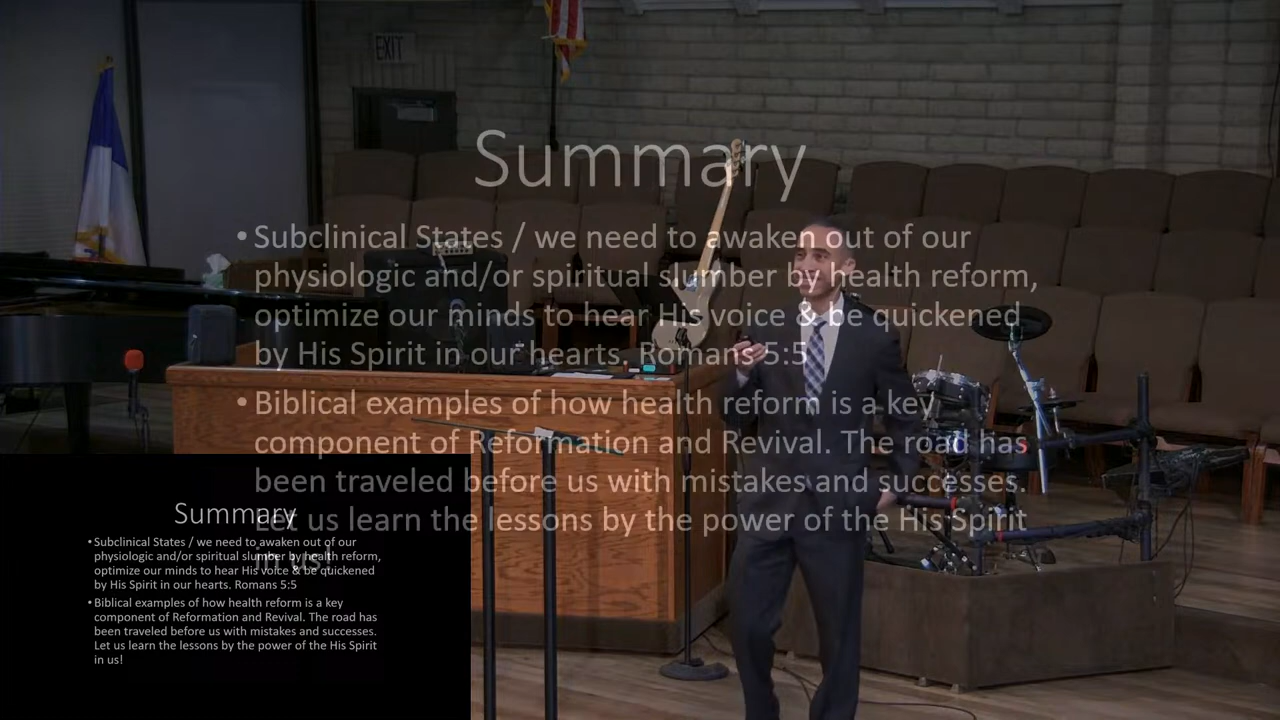 EXIT
Summary
• Subclinical States / we need to awaken out of our
physiologic and/or spiritual slumber by health reform,
optimize our minds to hear His voice & be quickened
by His Spirit in our hearts. Romans 5:5
• Biblical examples of how health reform is a key
component of Reformation and Revival. The road has
been traveled before us with mistakes and successes.
Let us learn the lessons by the power of the His Spirit
in us!
Summary
• Subclinical States / we need to awaken out of our
physiologic and/or spiritual slumber by health reform,
optimize our minds to hear His voice & be quickened
by His Spirit in our hearts. Romans 5:5
• Biblical examples of how health reform is a key
component of Reformation and Revival. The road has
been traveled before us with mistakes and successes.
Let us learn the lessons by the power of the His Spirit
in us!